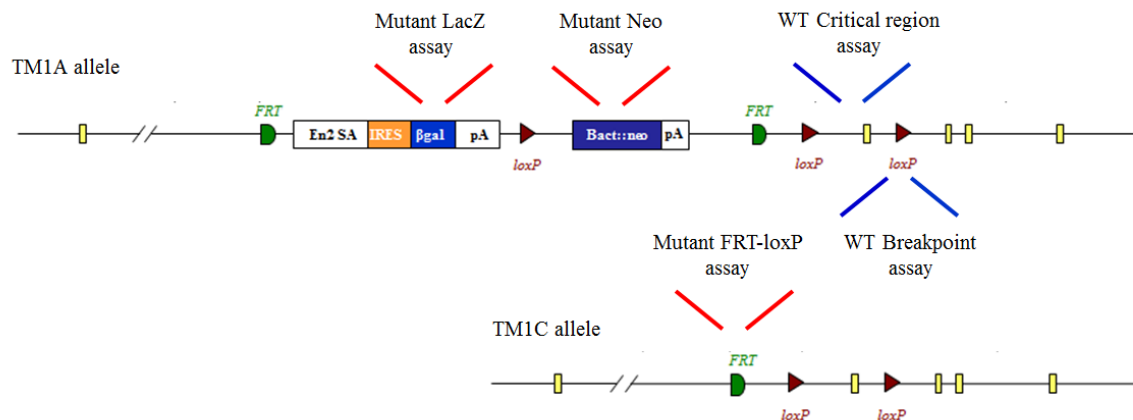 Mutant LacZ
assay
Mutant Neo
assay
WT Critical region
assay
TM1A allele
FRT
En2 SA
IRES
βgal
pA
loxP
Bact::neo
pA
FRT
loxP
loxP
Mutant FRT-loxP
assay
WT Breakpoint
assay
TM1C allele
FRT
loxP
loxP